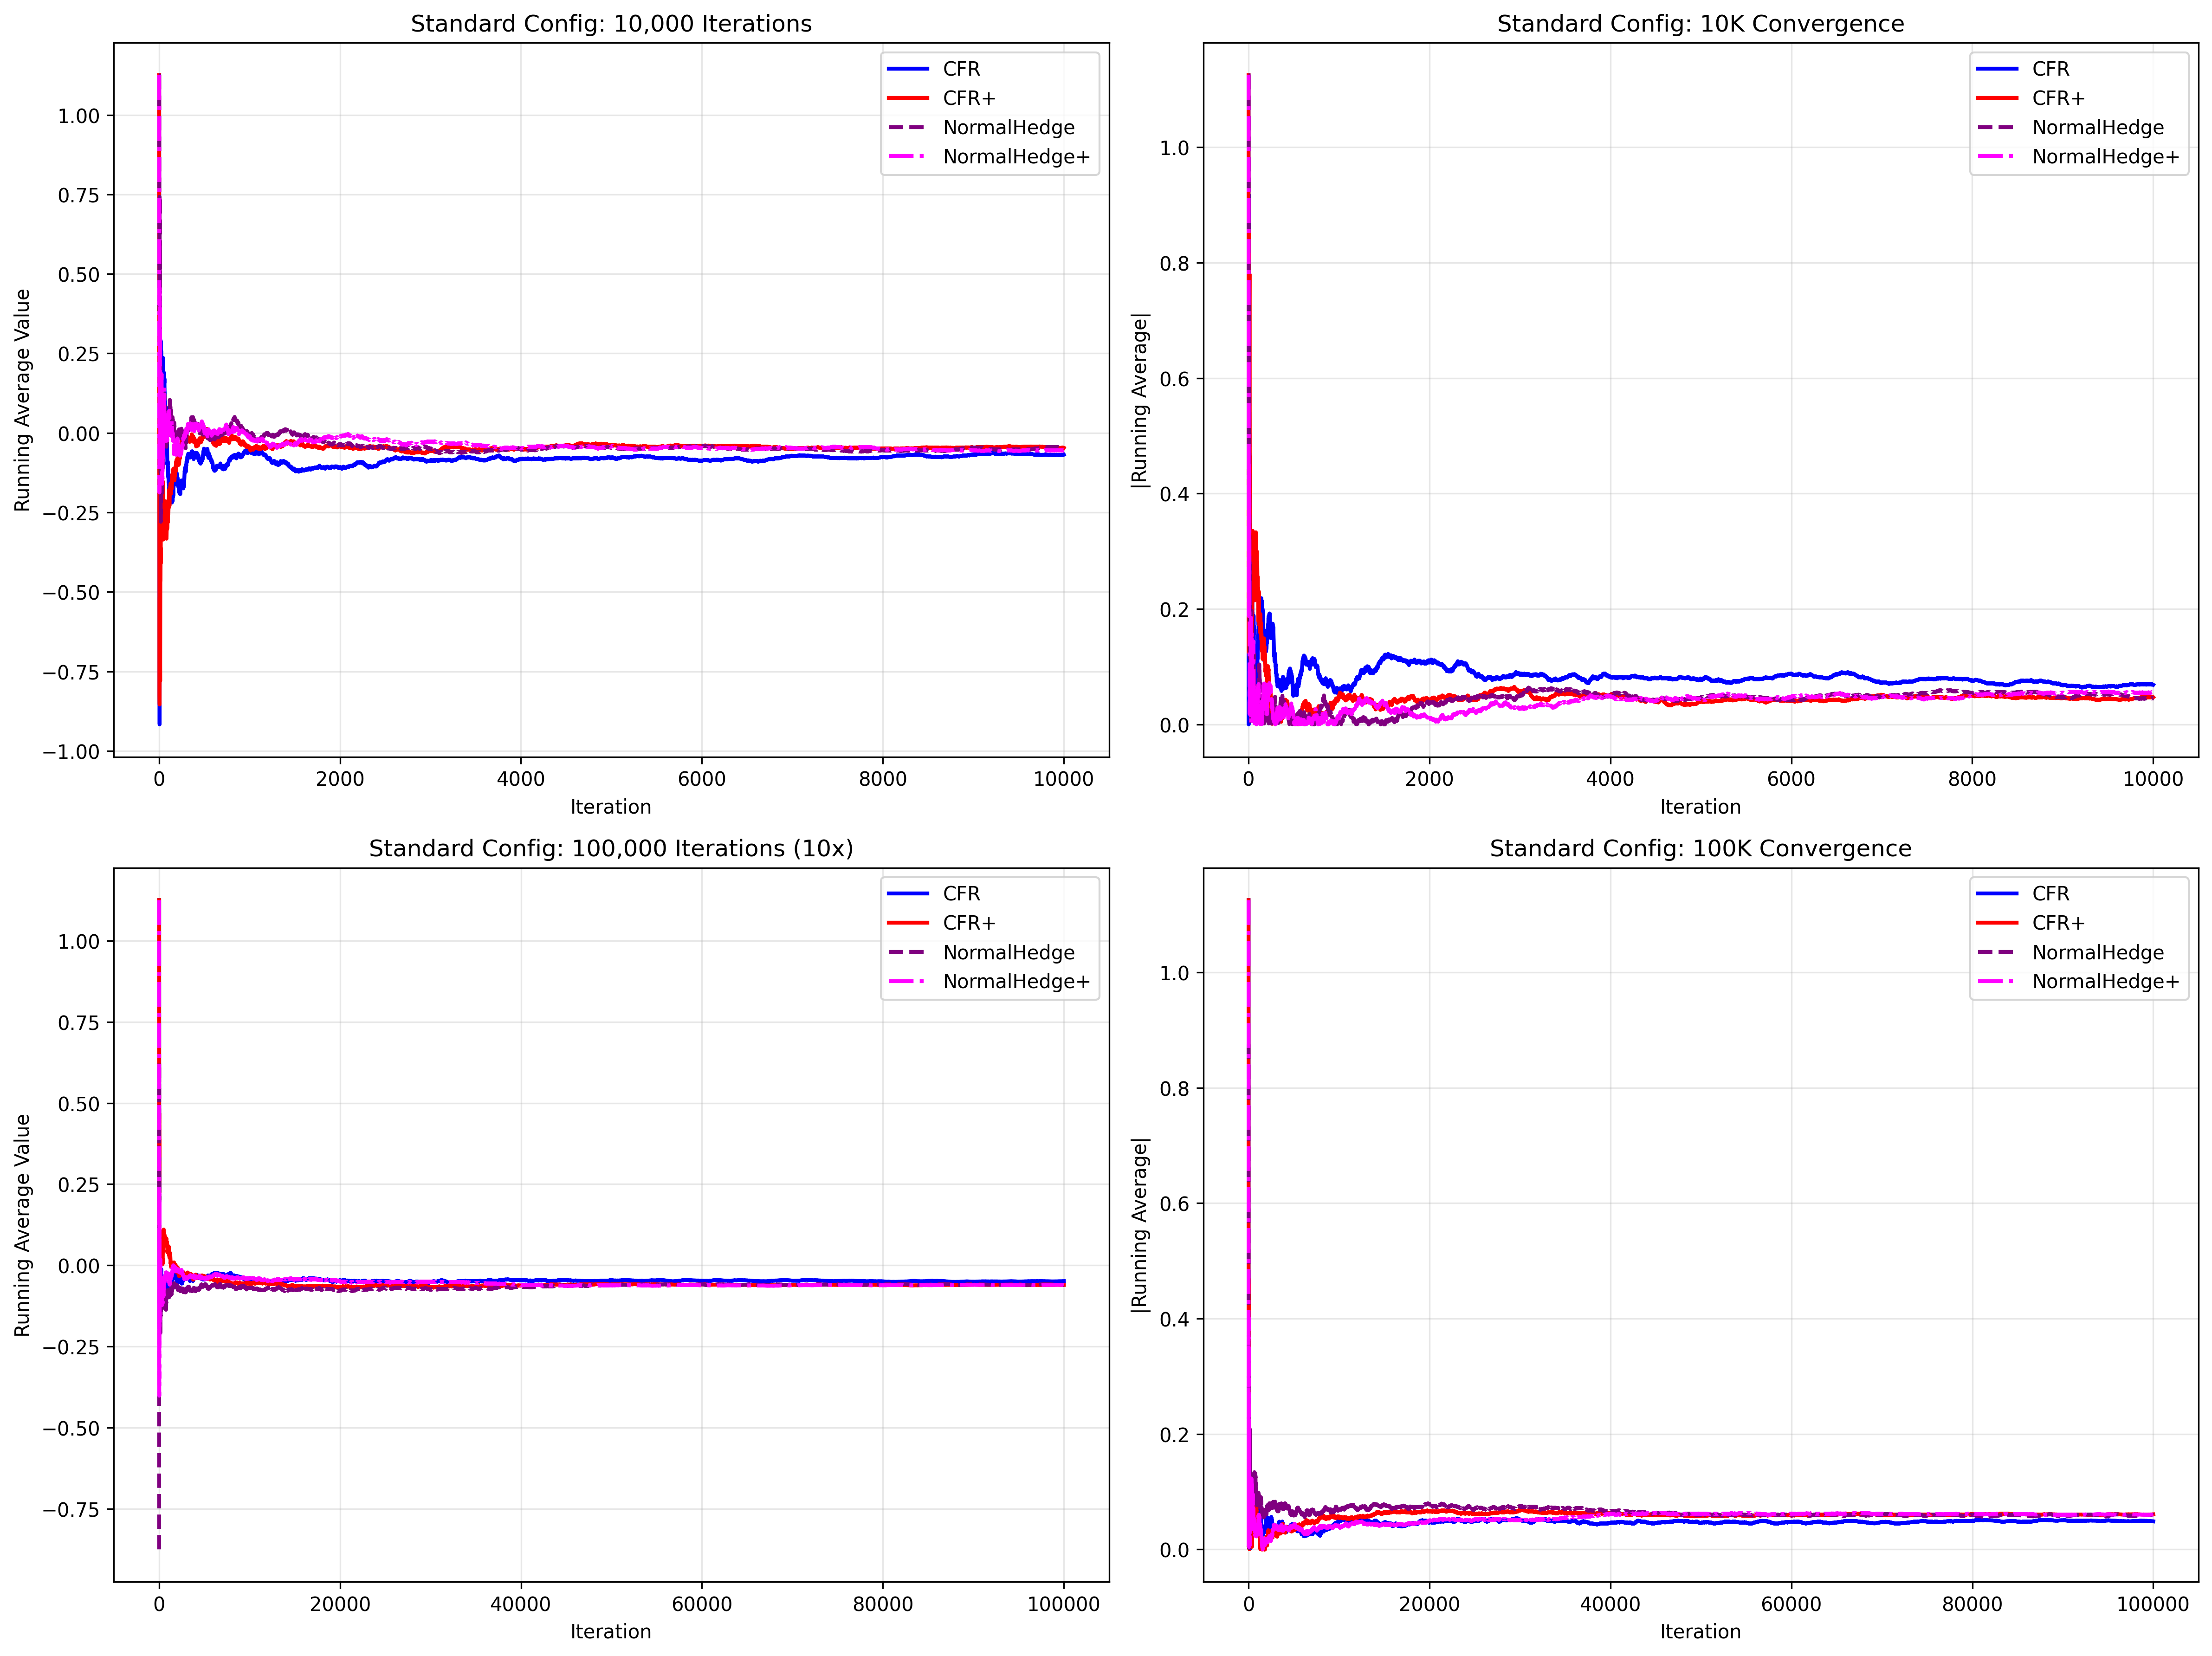 Standard Config: 10,000 Iterations
CFR
CFR+
NormalHedge
NormalHedge+
1.00
0.75
0.50
0.25
0.00
−0.25
−0.50
−0.75
−1.00
Running Average Value
0 2000 4000 6000 8000 10000
Iteration
Standard Config: 10K Convergence
CFR
CFR+
NormalHedge
NormalHedge+
1.0
0.8
0.6
0.4
0.2
0.0
|Running Average|
0 2000 4000 6000 8000 10000
Iteration
Standard Config: 100,000 Iterations (10x)
CFR
CFR+
NormalHedge
NormalHedge+
1.00
0.75
0.50
0.25
0.00
−0.25
−0.50
−0.75
Running Average Value
0 20000 40000 60000 80000 100000
Iteration
Standard Config: 100K Convergence
CFR
CFR+
NormalHedge
NormalHedge+
1.0
0.8
0.6
0.4
0.2
0.0
|Running Average|
0 20000 40000 60000 80000 100000
Iteration